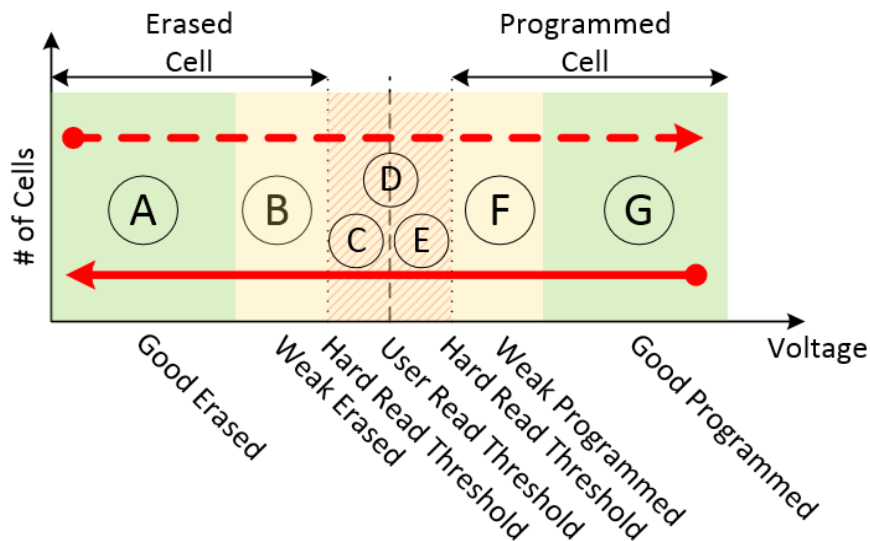 Erased
Cell
Programmed
Cell
# of Cells
A
B
C
D
E
F
G
Voltage
Good Erased
Weak Erased
Hard Read Threshold
User Read Threshold
Hard Read Threshold
Weak Programmed
Good Programmed